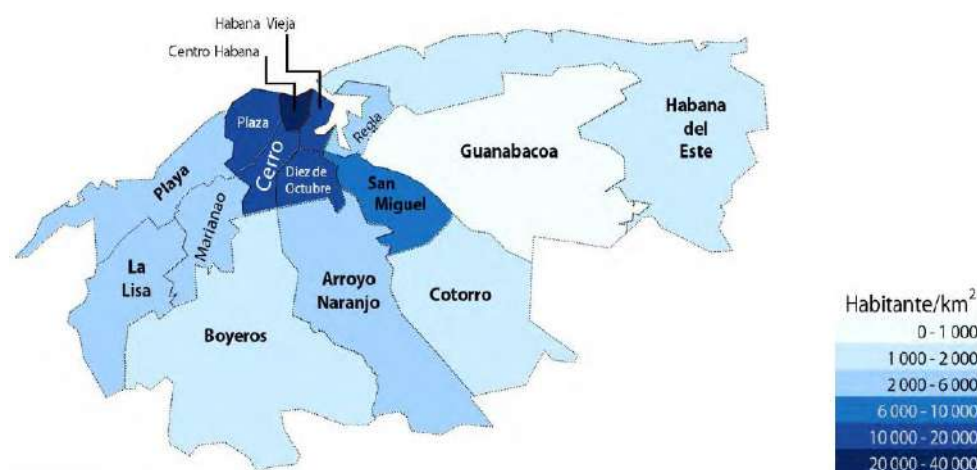 Habana Vieja
Centro Habana
Plaza
Cerro
Diez de
Octubre
Regla
Guanabacoa
Habana
del
Este
Playa
Marianao
San
Miguel
La
Lisa
Arroyo
Naranjo
Cotorro
Boyeros
Habitante/km²
0 - 1 000
1 000 - 2 000
2 000 - 6 000
6 000 - 10 000
10 000 - 20 000
20 000 - 40 000